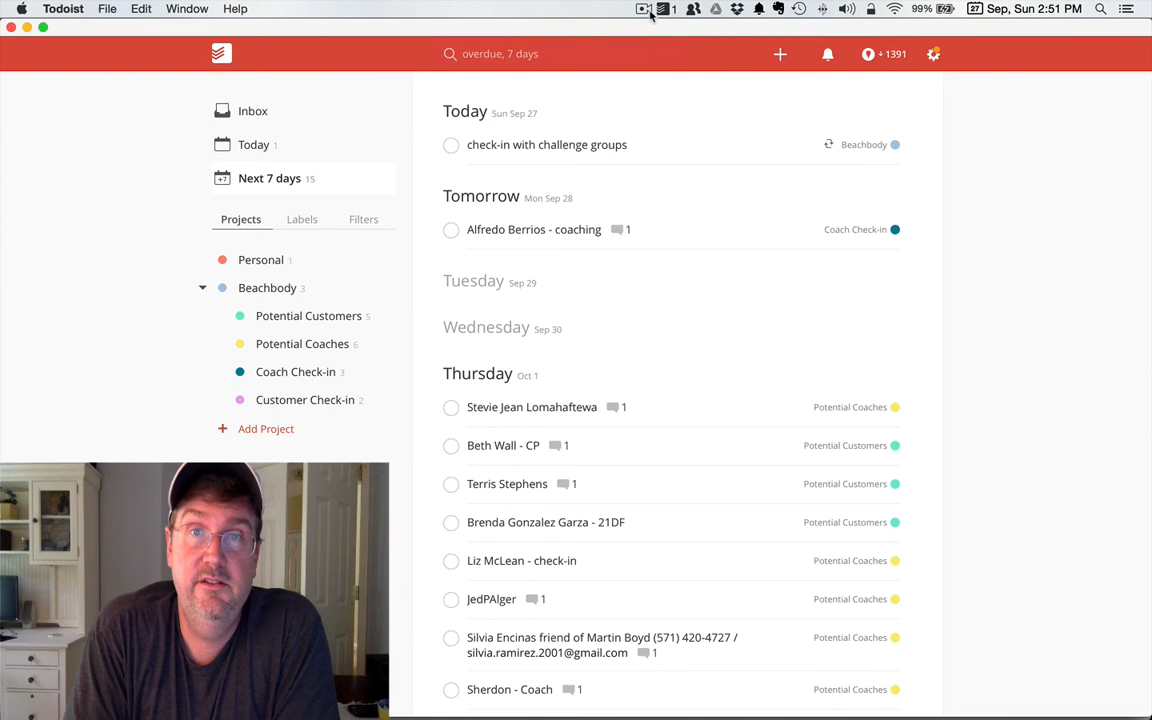 Todoist File Edit Window Help 1 99% 27 Sep, Sun 2:51 PM
overdue, 7 days
1391
Inbox
Today 1
Next 7 days 15
+7
Projects Labels Filters
Personal 1
Beachbody 3
Potential Customers 5
Potential Coaches 6
Coach Check-in 3
Customer Check-in 2
+ Add Project
Today Sun Sep 27
check-in with challenge groups Beachbody
Tomorrow Mon Sep 28
Alfredo Berrios - coaching 1 Coach Check-in
Tuesday Sep 29
Wednesday Sep 30
Thursday Oct 1
Stevie Jean Lomahaftewa 1 Potential Coaches
Beth Wall - CP 1 Potential Customers
Terris Stephens 1 Potential Customers
Brenda Gonzalez Garza - 21DF Potential Customers
Liz McLean - check-in Potential Coaches
JedPAlger 1 Potential Coaches
Silvia Encinas friend of Martin Boyd (571) 420-4727 / Potential Coaches
silvia.ramirez.2001@gmail.com 1
Sherdon - Coach 1 Potential Coaches